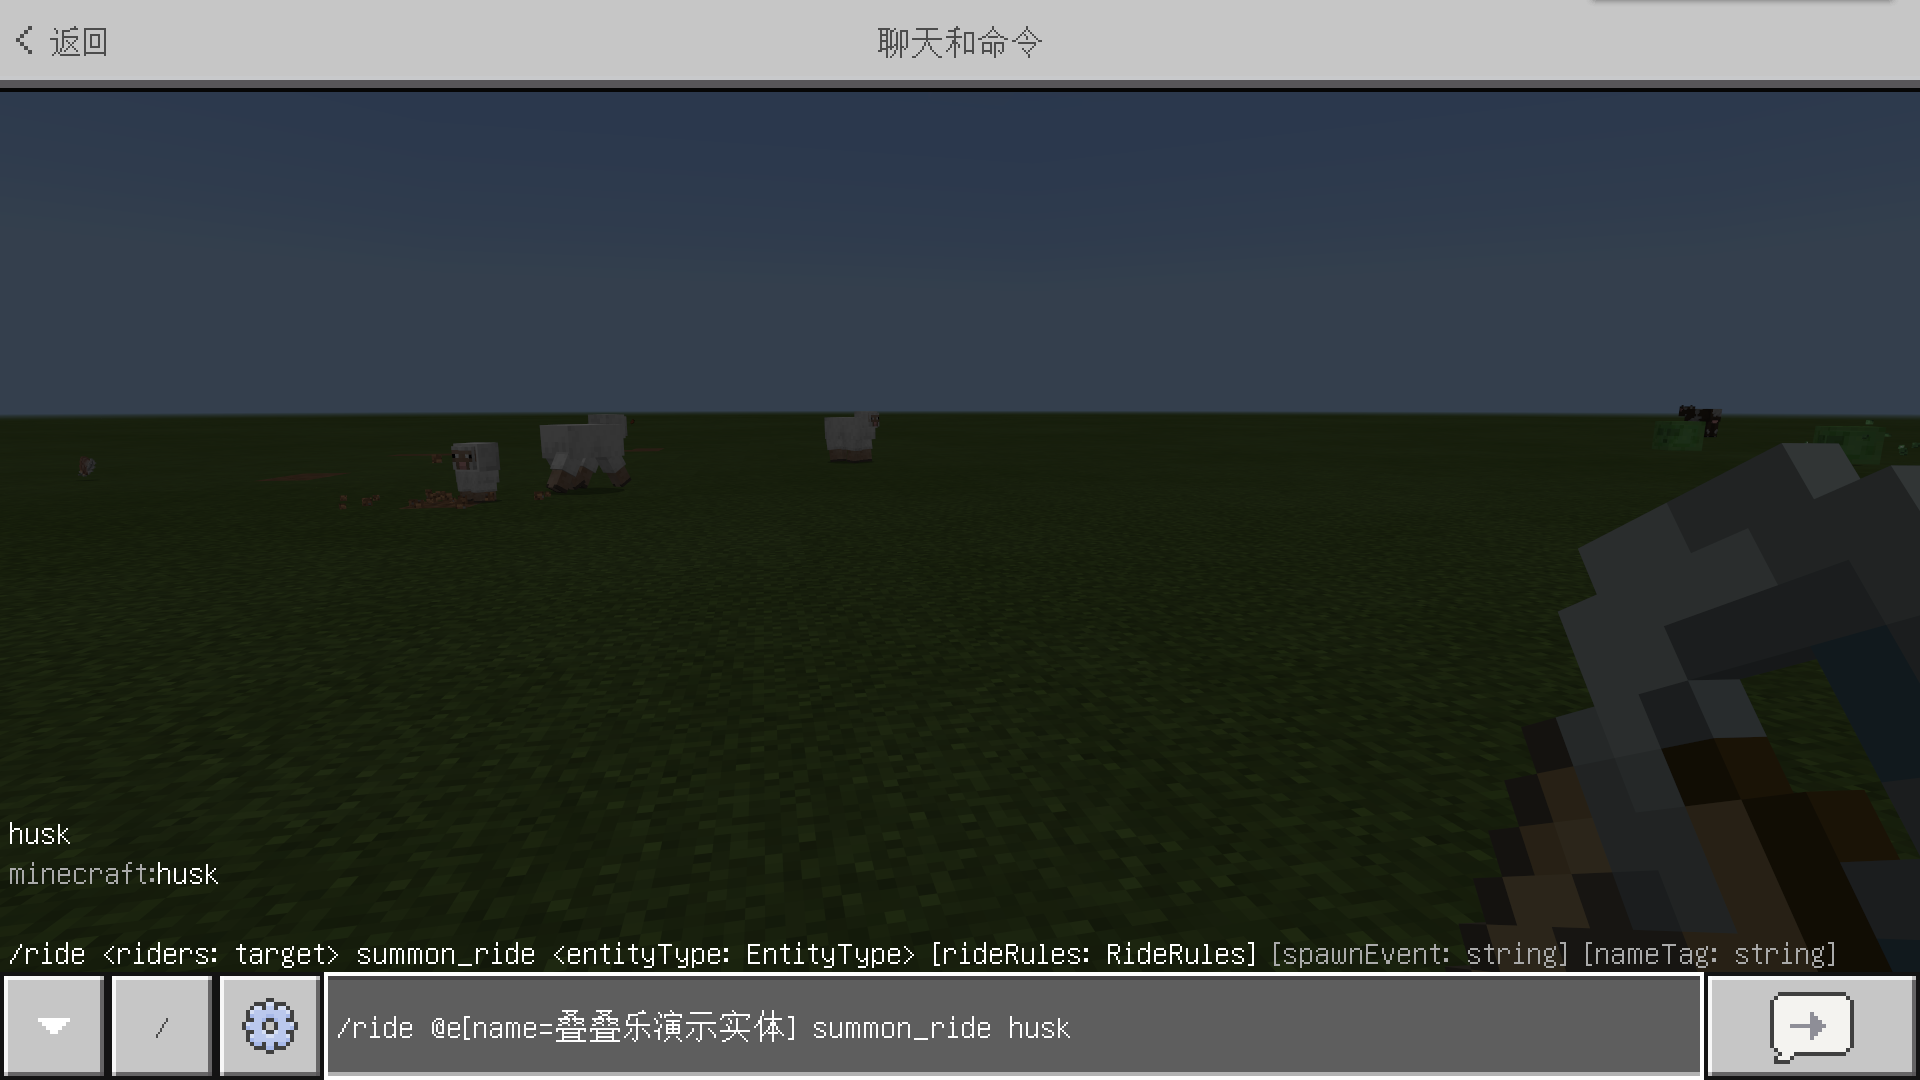 返回
聊天和命令
husk
minecraft:husk
/ride <riders: target> summon_ride <entityType: EntityType> [rideRules: RideRules] [spawnEvent: string] [nameTag: string]
/
/ride @e[name=叠叠乐演示实体] summon_ride husk